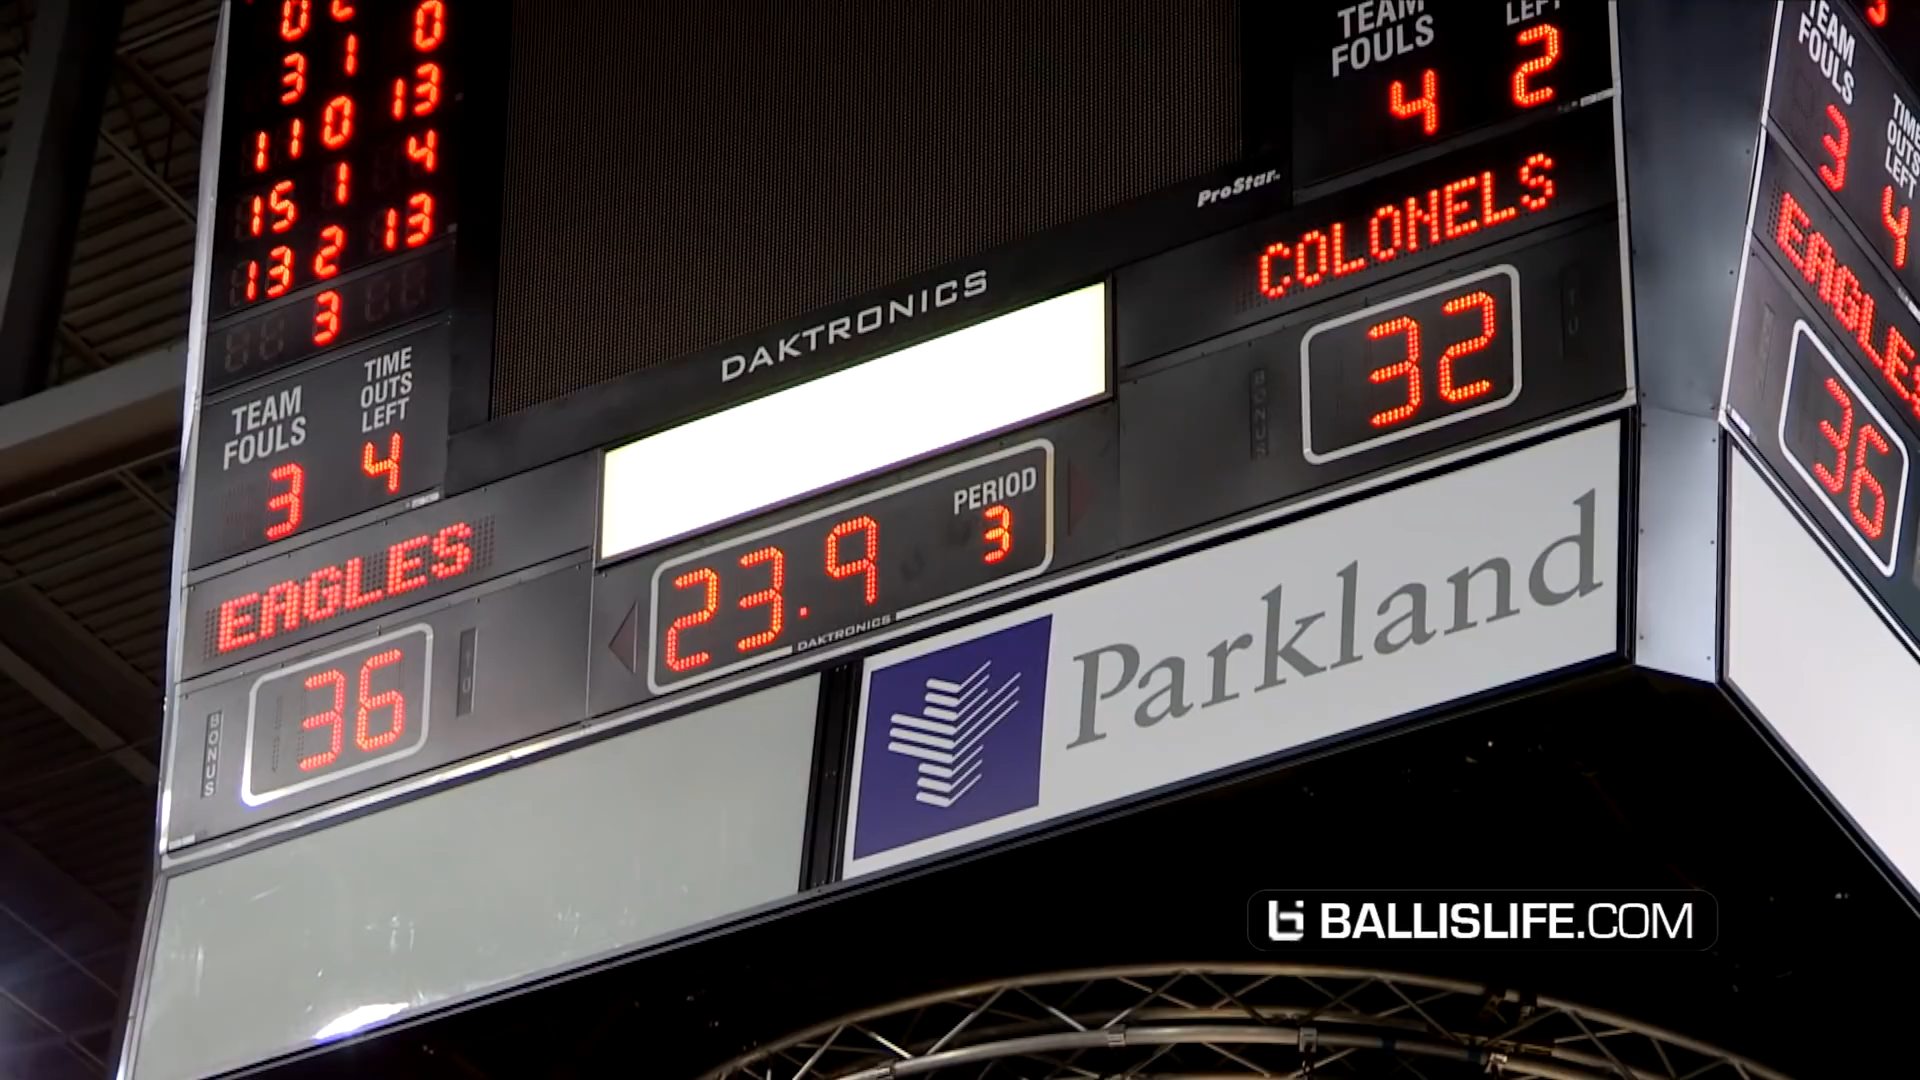 0 2 0
3 1 13
11 0 4
15 1 13
13 2
3
TEAM
FOULS
3
TIME
OUTS
LEFT
4
EAGLES
BONUS
36
10
ProStar
DAKTRONICS
23.9
PERIOD
3
DAKTRONICS
TEAM
FOULS
4
LEFT
2
COLONELS
BONUS
32
10
Parkland
TEAM
FOULS
3
TIME
OUTS
LEFT
4
EAGLES
36
BALLISLIFE.COM